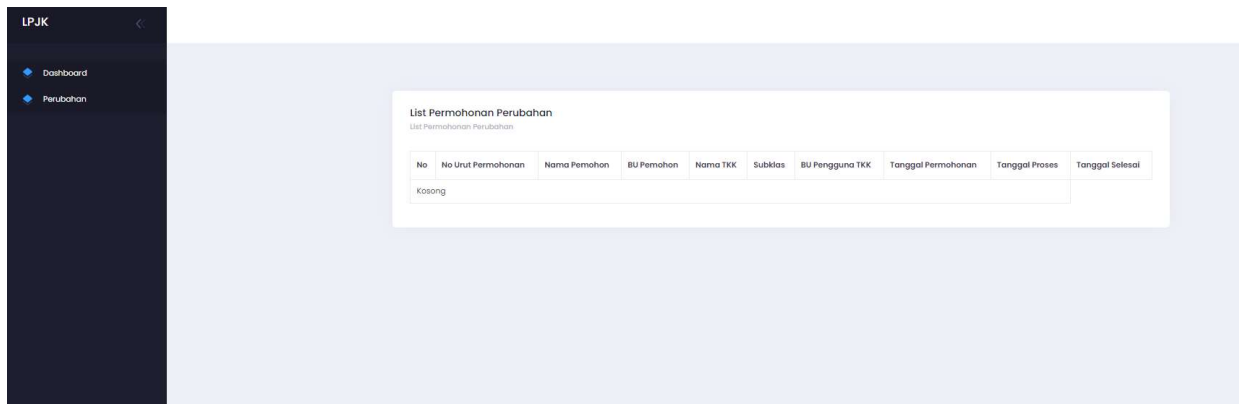 LPJK
Dashboard
Perubahan
List Permohonan Perubahan
List Permohonan Perubahan
No No Urut Permohonan Nama Pemohon BU Pemohon Nama TKK Subklas BU Pengguna TKK Tanggal Permohonan Tanggal Proses Tanggal Selesai
Kosong